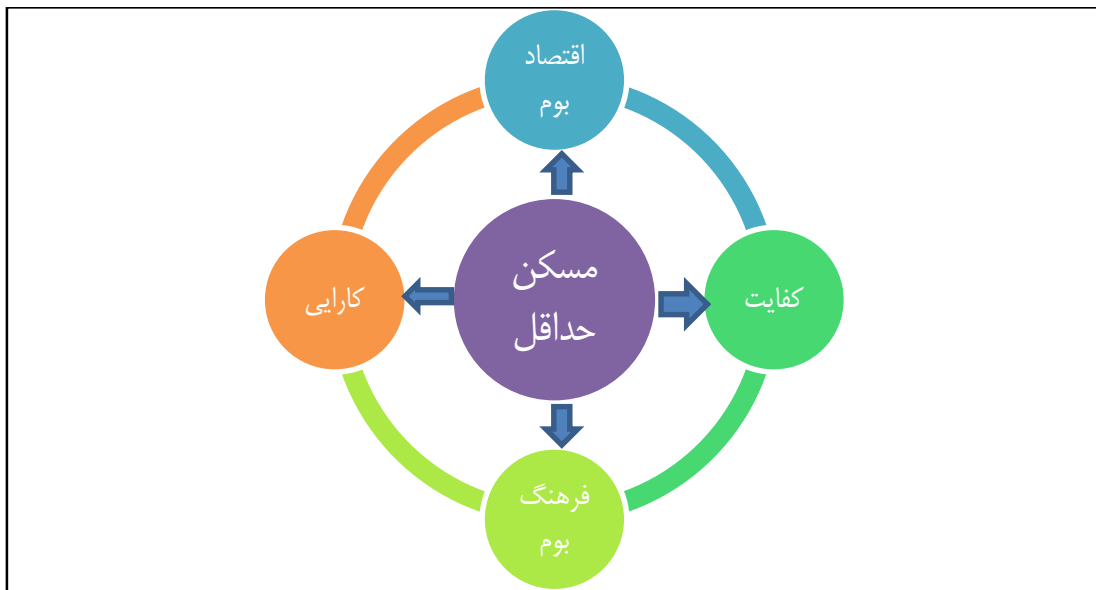 اقتصاد
بوم
کفایت
مسکن
حداقل
کارایی
فرهنگ
بوم